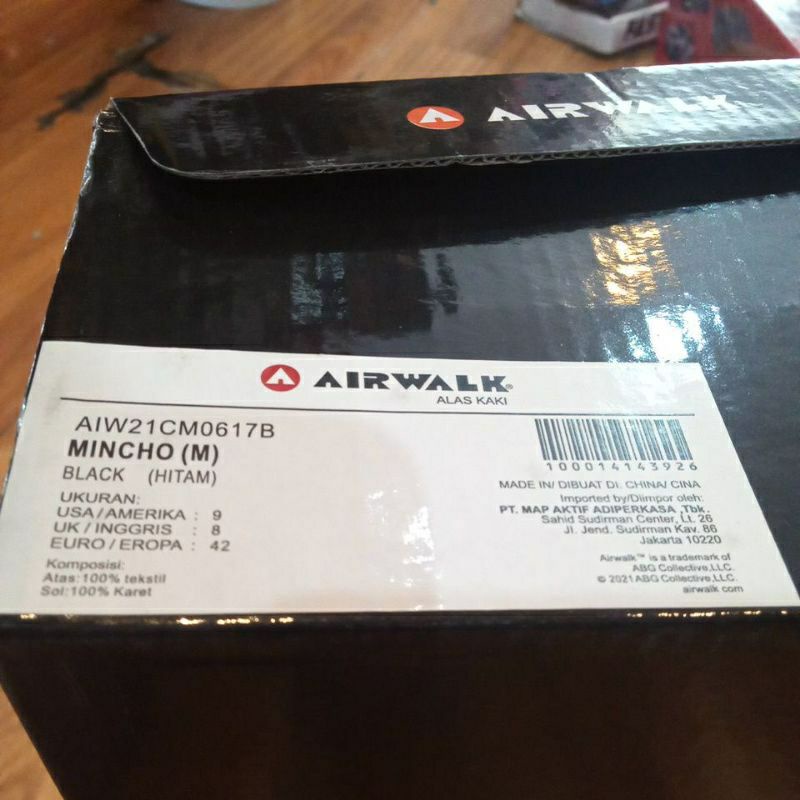 AIRWALK
AIRWALK®
ALAS KAKI
AIW21CM0617B
MINCHO (M)
BLACK (HITAM)
UKURAN:
USA/AMERIKA : 9
UK / INGGRIS : 8
EURO / EROPA : 42
Komposisi:
Atas:100% tekstil
Sol:100% Karet
1000014143926
MADE IN/ DIBUAT DI. CHINA/ CINA
Imported by/Diimpor oleh:
PT. MAP AKTIF ADIPERKASA ,Tbk.
Sahid Sudirman Center, Lt. 26
Jl. Jend. Sudirman Kav. 86
Jakarta 10220
Airwalk™ is a trademark of
ABG Collective,LLC.
© 2021 ABG Collective,LLC.
airwalk.com